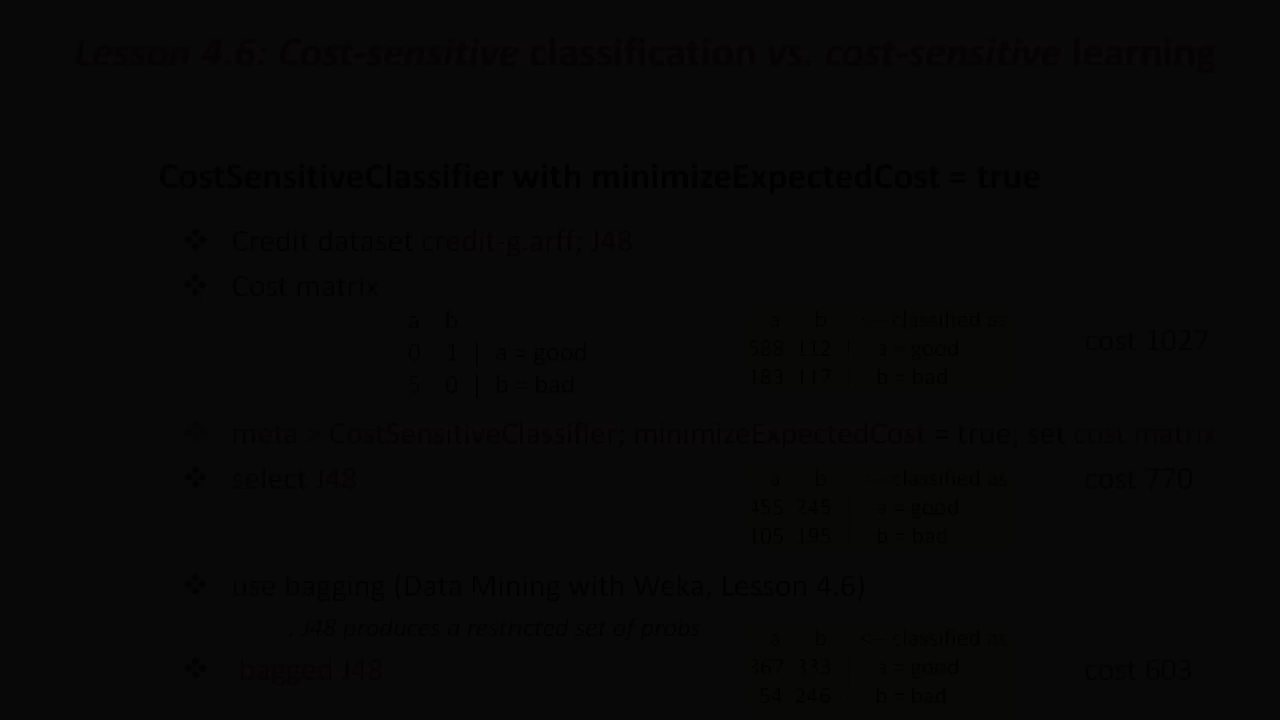 Lesson 4.6: Cost-sensitive classification vs. cost-sensitive learning
CostSensitiveClassifier with minimizeExpectedCost = true
❖ Credit dataset credit-g.arff; J48
❖ Cost matrix
a b
0 1 | a = good
5 0 | b = bad
a b <-- classified as
588 112 | a = good
183 117 | b = bad
cost 1027
❖ meta > CostSensitiveClassifier; minimizeExpectedCost = true; set cost matrix
❖ select J48
a b <-- classified as
455 245 | a = good
105 195 | b = bad
cost 770
❖ use bagging (Data Mining with Weka, Lesson 4.6)
J48 produces a restricted set of probs
❖ bagged J48
a b <-- classified as
367 333 | a = good
54 246 | b = bad
cost 603